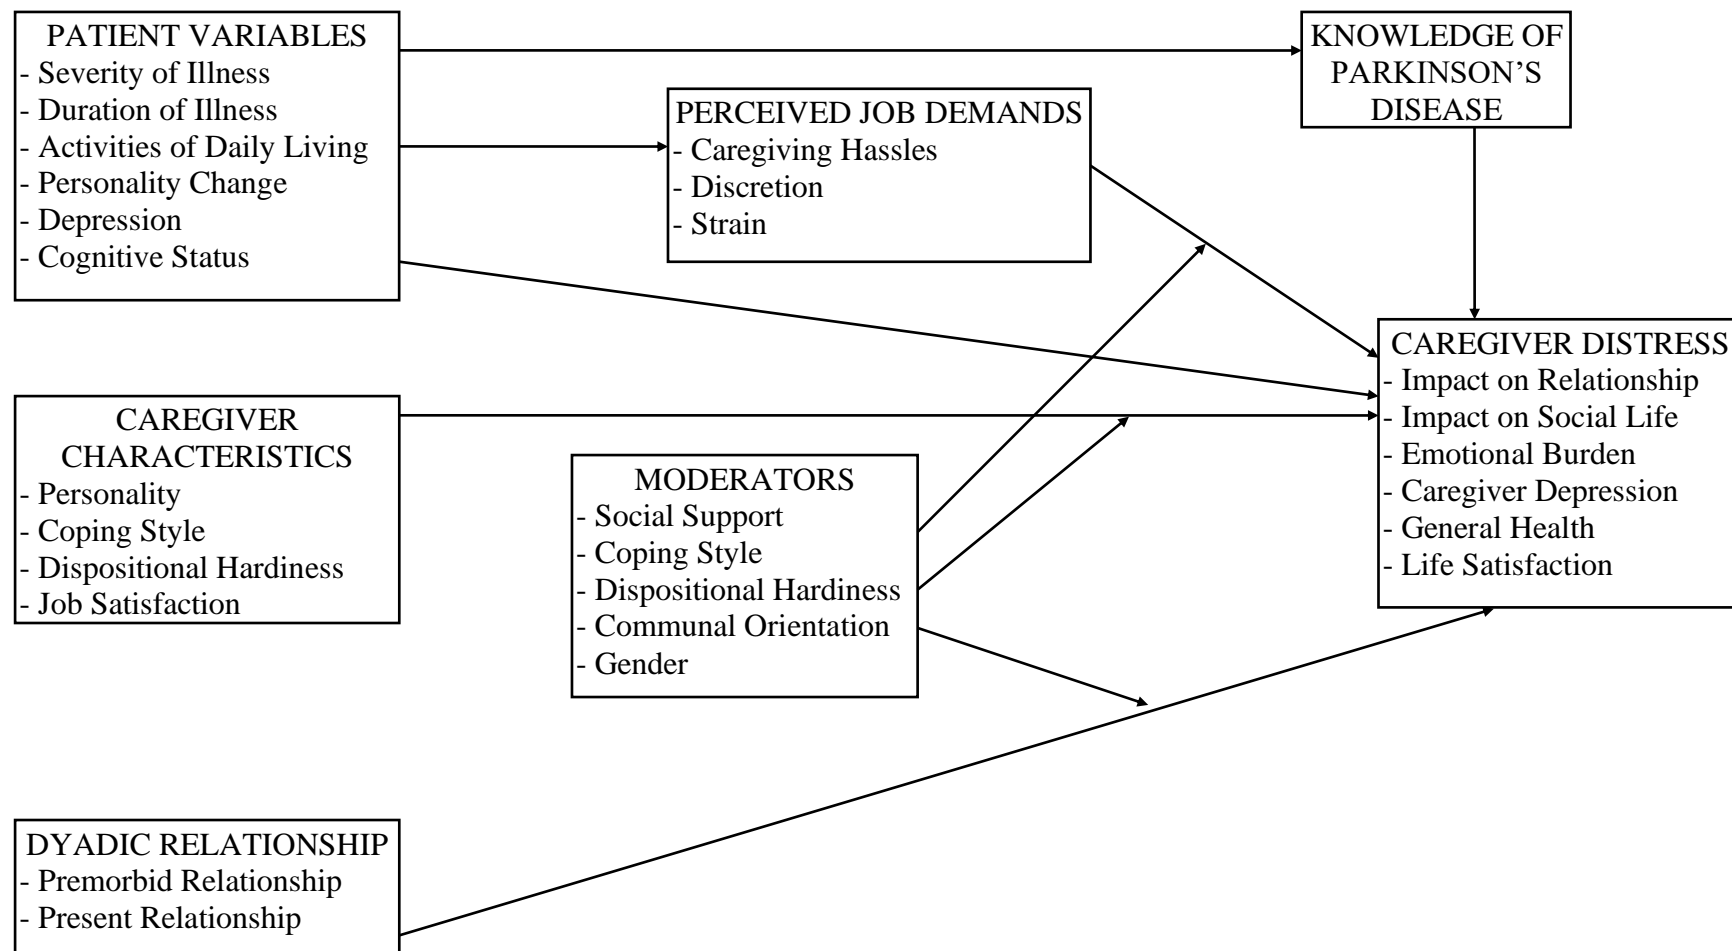 PATIENT VARIABLES
- Severity of Illness
- Duration of Illness
- Activities of Daily Living
- Personality Change
- Depression
- Cognitive Status
KNOWLEDGE OF
PARKINSON’S
DISEASE
PERCEIVED JOB DEMANDS
- Caregiving Hassles
- Discretion
- Strain
CAREGIVER DISTRESS
- Impact on Relationship
- Impact on Social Life
- Emotional Burden
- Caregiver Depression
- General Health
- Life Satisfaction
CAREGIVER
CHARACTERISTICS
- Personality
- Coping Style
- Dispositional Hardiness
- Job Satisfaction
MODERATORS
- Social Support
- Coping Style
- Dispositional Hardiness
- Communal Orientation
- Gender
DYADIC RELATIONSHIP
- Premorbid Relationship
- Present Relationship